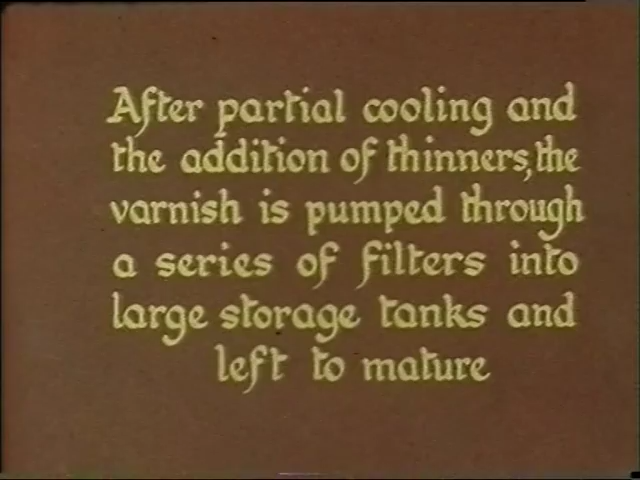 After partial cooling and
the addition of thinners, the
varnish is pumped through
a series of filters into
large storage tanks and
left to mature